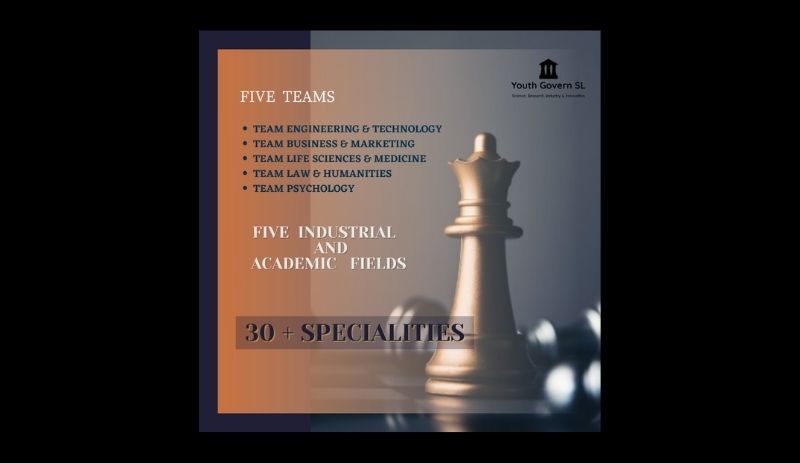 Youth Govern SL
Science, Research, Industry & Innovation
FIVE TEAMS
• TEAM ENGINEERING & TECHNOLOGY
• TEAM BUSINESS & MARKETING
• TEAM LIFE SCIENCES & MEDICINE
• TEAM LAW & HUMANITIES
• TEAM PSYCHOLOGY
FIVE INDUSTRIAL
AND
ACADEMIC FIELDS
30 + SPECIALITIES